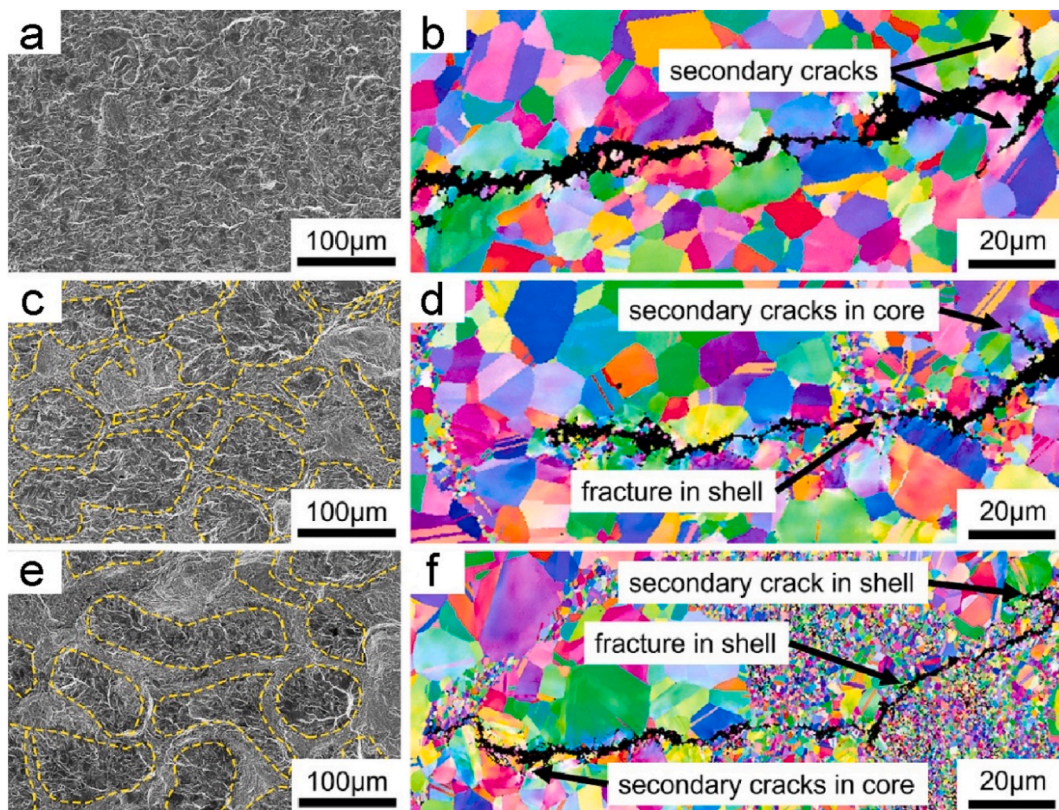 a
b
secondary cracks
100μm
20μm
c
d
secondary cracks in core
fracture in shell
100μm
20μm
e
f
secondary crack in shell
fracture in shell
secondary cracks in core
100μm
20μm